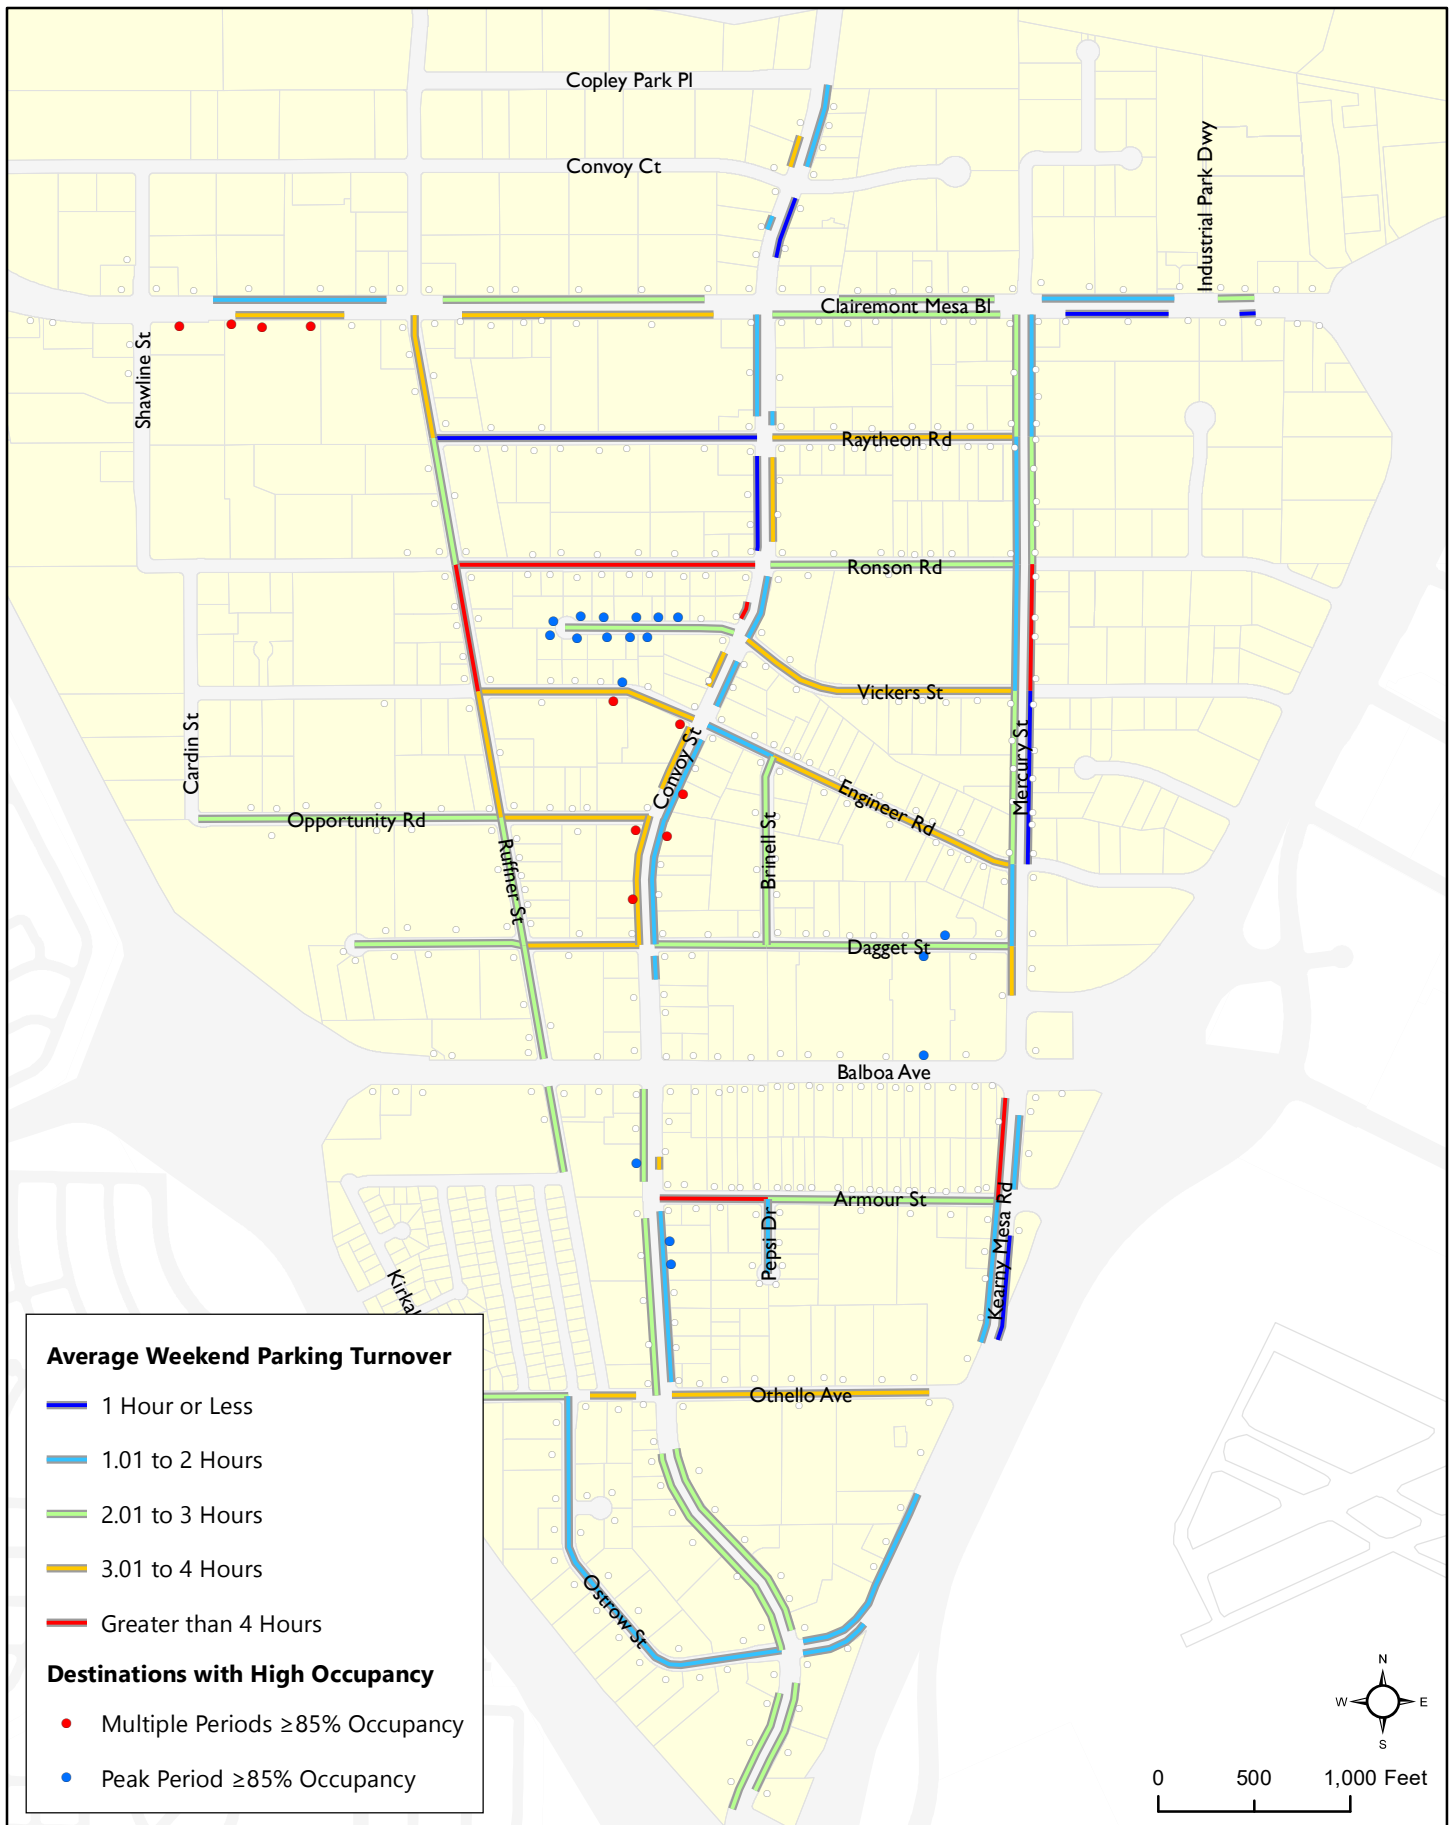 Copley Park Pl
Convoy Ct
Industrial Park Dwy
Clairemont Mesa Bl
Shawline St
Raytheon Rd
Ronson Rd
Vickers St
Cardin St
Convoy St
Mercury St
Engineer Rd
Opportunity Rd
Brinell St
Ruffner St
Dagget St
Balboa Ave
Armour St
Pepsi Dr
Kearny Mesa Rd
Othello Ave
Ostrow St
Average Weekend Parking Turnover
1 Hour or Less
1.01 to 2 Hours
2.01 to 3 Hours
3.01 to 4 Hours
Greater than 4 Hours
Destinations with High Occupancy
Multiple Periods ≥85% Occupancy
Peak Period ≥85% Occupancy
N
W E
S
0 500 1,000 Feet